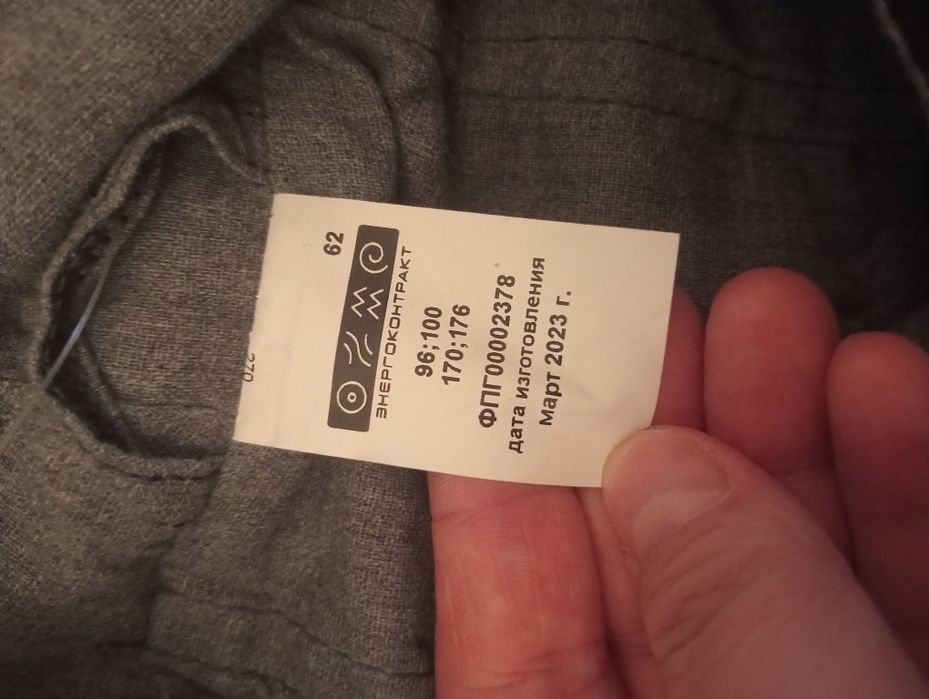 62
ЭНЕРГОКОНТРАКТ
96;100
170;176
ФПГ00002378
дата изготовления
Март 2023 г.